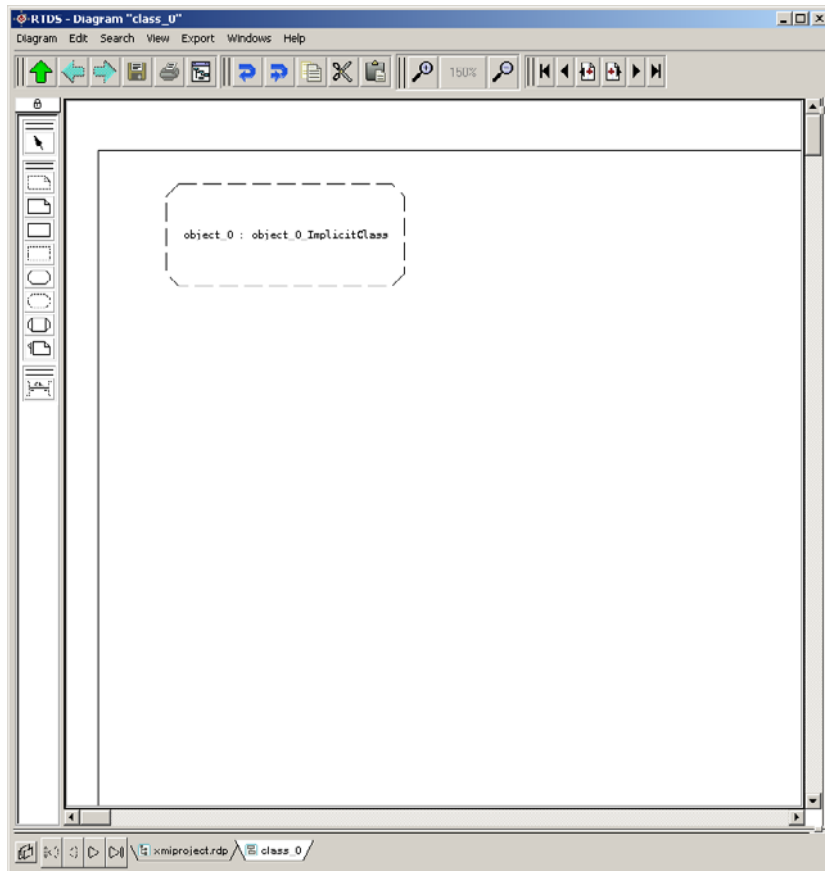 RTDS - Diagram "class_0"
Diagram Edit Search View Export Windows Help
150%
object_0 : object_0_ImplicitClass
xmiproject.rdp class_0